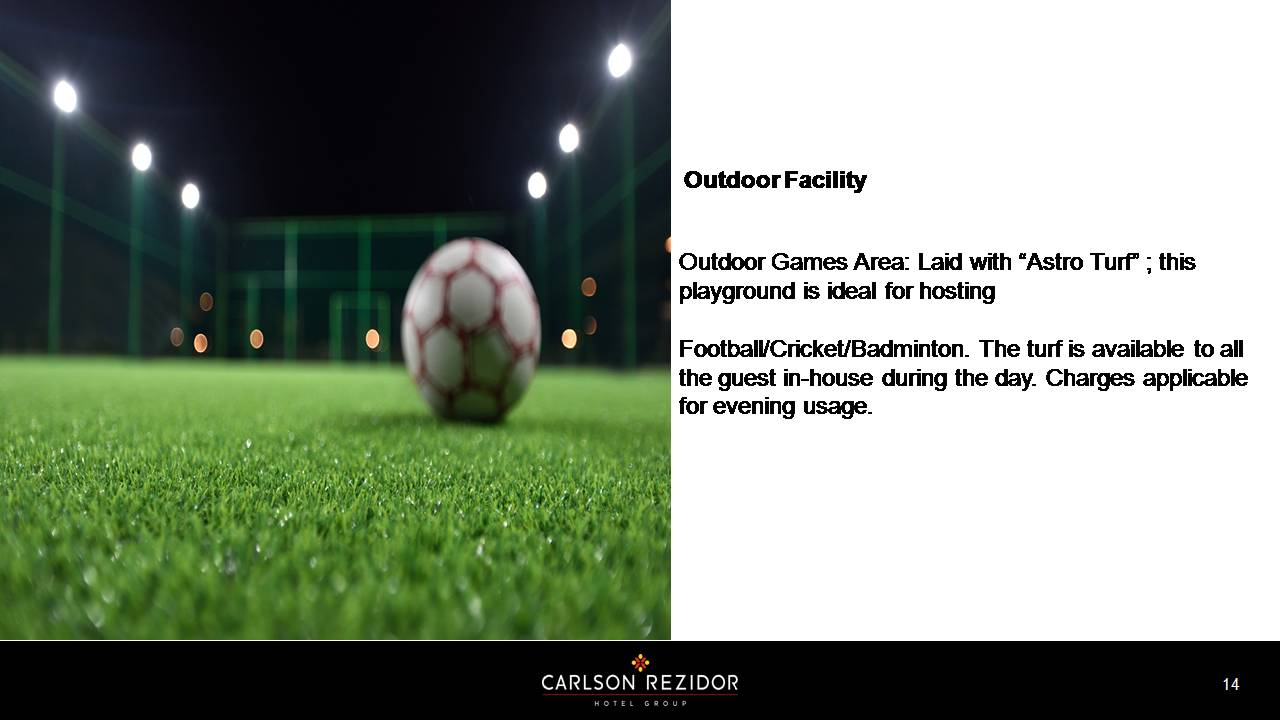 Outdoor Facility
Outdoor Games Area: Laid with “Astro Turf” ; this
playground is ideal for hosting
Football/Cricket/Badminton. The turf is available to all
the guest in-house during the day. Charges applicable
for evening usage.
CARLSON REZIDOR
HOTEL GROUP
14